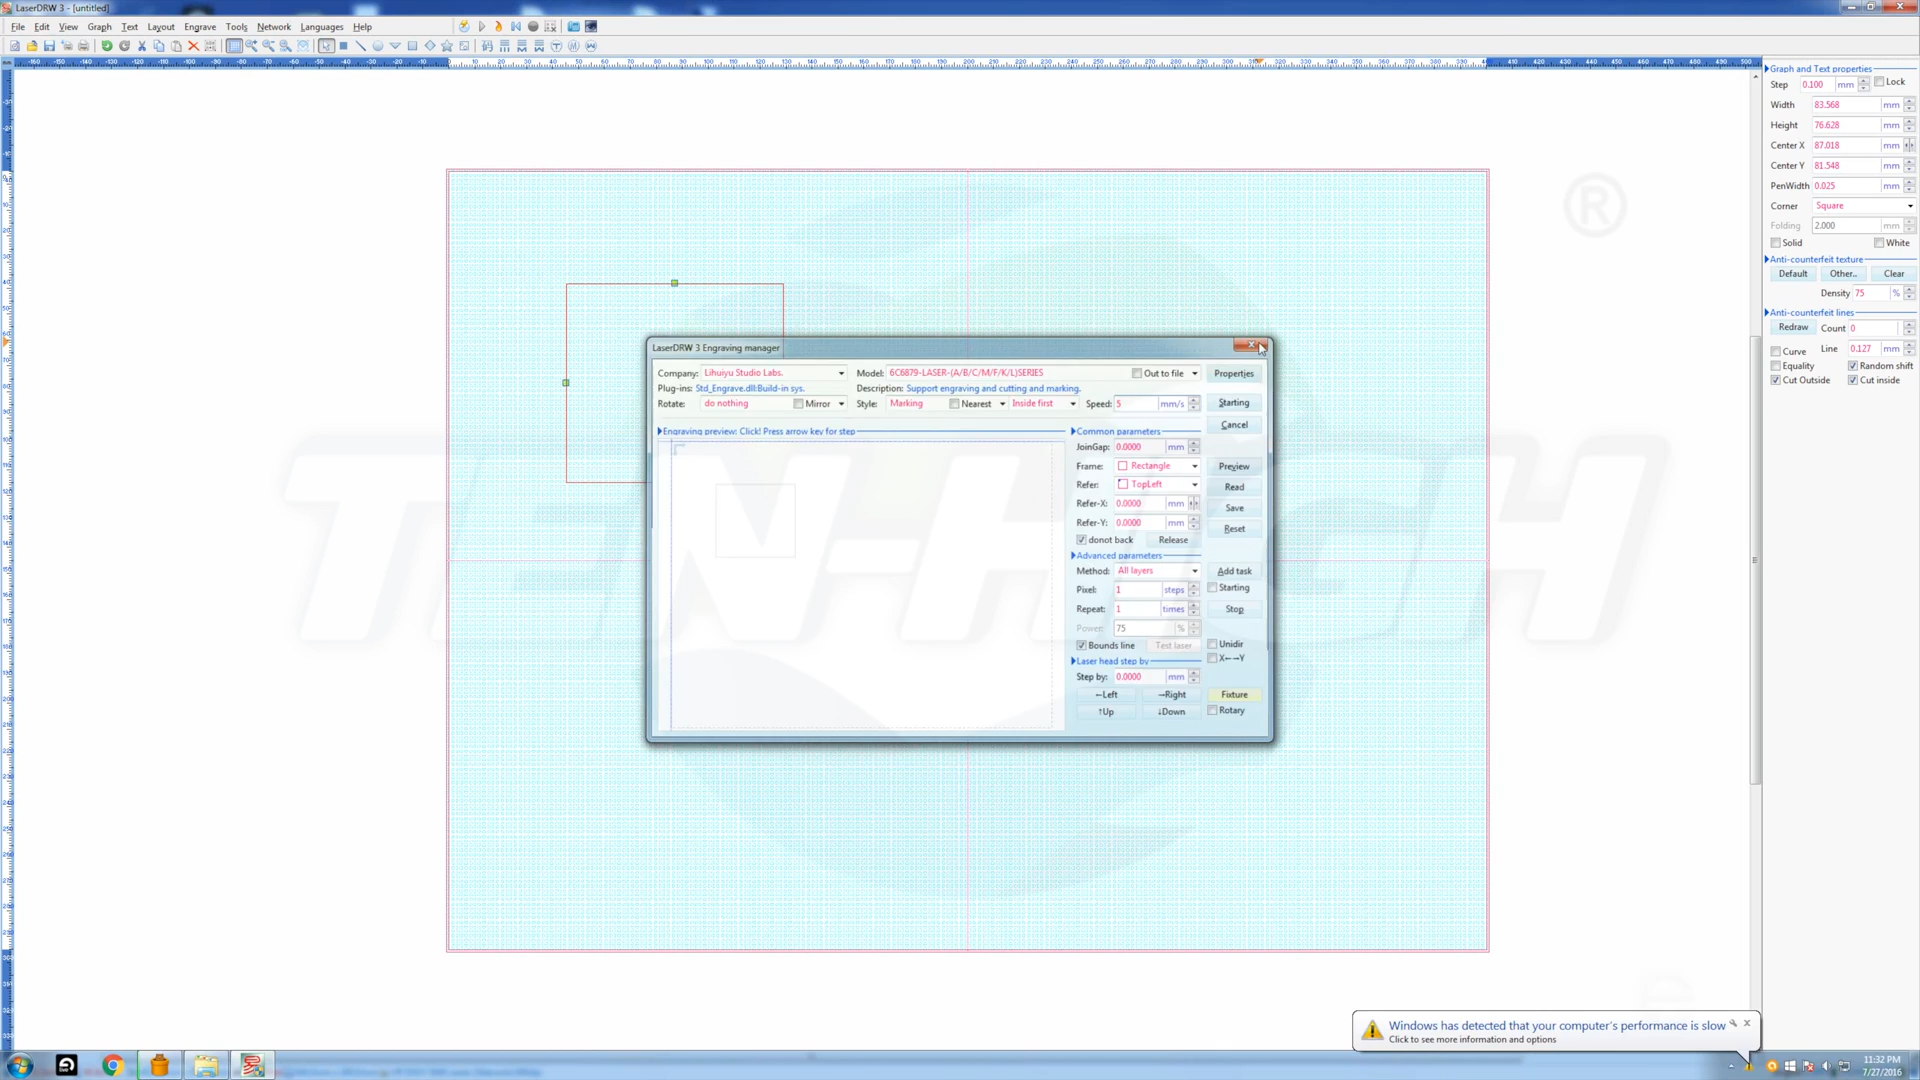 LaserDRW 3 - [untitled]
File Edit View Graph Text Layout Engrave Tools Network Languages Help
Graph and Text properties
Step 0.100 mm Lock
Width 83.568 mm
Height 76.628 mm
Center X 87.018 mm
Center Y 81.548 mm
PenWidth 0.025 mm
Corner Square
Folding 2.000 mm
Solid White
Anti-counterfeit texture
Default Other.. Clear
Density 75 %
Anti-counterfeit lines
Redraw Count 0
Curve Line 0.127 mm
Equality Random shift
Cut Outside Cut inside
®
TEN-HIGH
LaserDRW 3 Engraving manager
Company: Lihuiyu Studio Labs. Model: 6C6879-LASER-(A/B/C/M/F/K/L)SERIES Out to file Properties
Plug-ins: Std_Engrave.dll:Build-in sys. Description: Support engraving and cutting and marking.
Rotate: do nothing Mirror Style: Marking Nearest Inside first Speed: 5 mm/s Starting
Cancel
Engraving preview: Click! Press arrow key for step
Common parameters
JoinGap: 0.0000 mm
Frame: Rectangle Preview
Refer: TopLeft Read
Refer-X: 0.0000 mm Save
Refer-Y: 0.0000 mm Reset
donot back Release
Advanced parameters
Method: All layers Add task
Pixel: 1 steps Starting
Repeat: 1 times Stop
Power: 75 %
Bounds line Test laser Unidir
X←→Y
Laser head step by
Step by: 0.0000 mm
←Left →Right Fixture
↑Up ↓Down Rotary
Windows has detected that your computer's performance is slow
Click to see more information and options
11:32 PM
7/27/2016